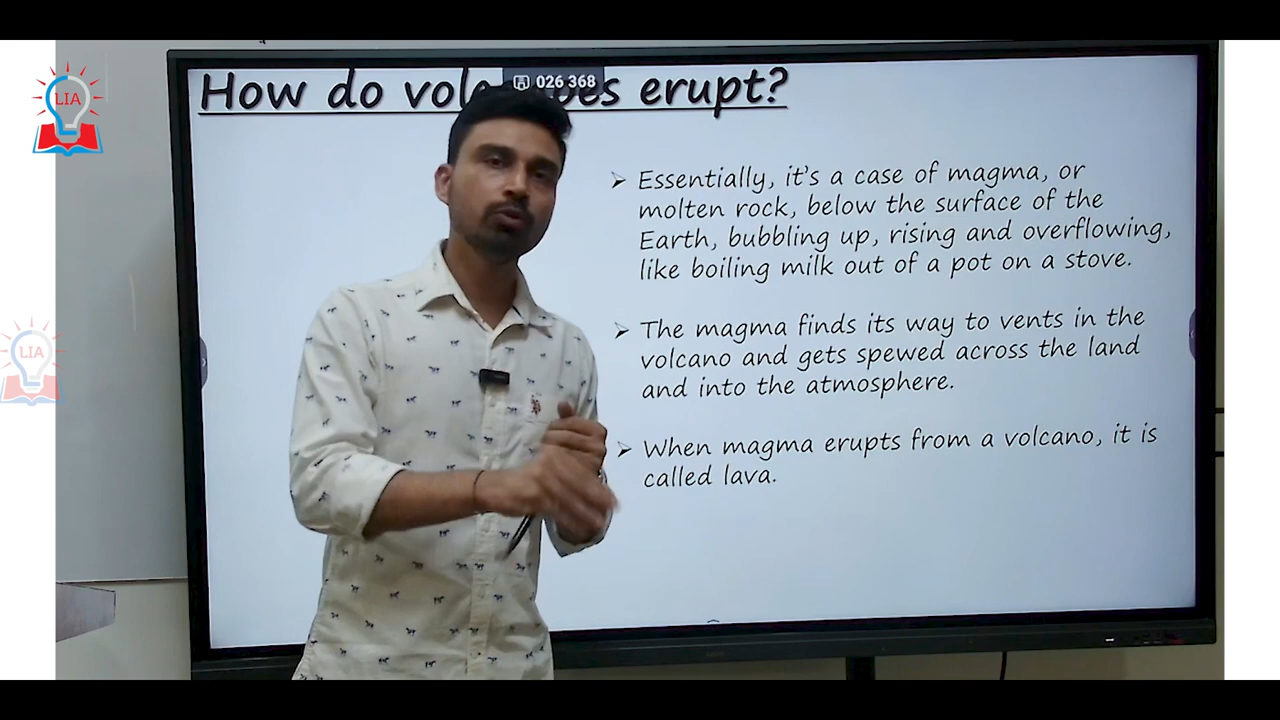 LIA
How do volcanoes erupt?
026 368
➢ Essentially, it's a case of magma, or
molten rock, below the surface of the
Earth, bubbling up, rising and overflowing,
like boiling milk out of a pot on a stove.
➢ The magma finds its way to vents in the
volcano and gets spewed across the land
and into the atmosphere.
➢ When magma erupts from a volcano, it is
called lava.
LIA